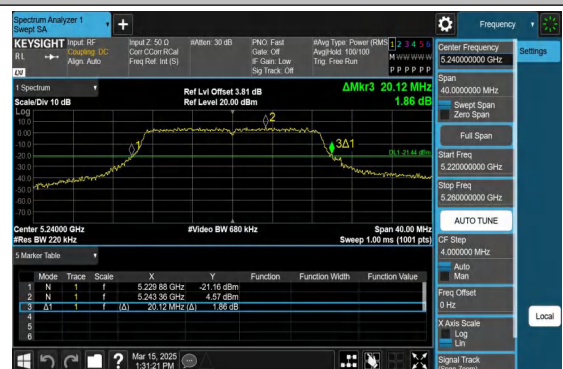 Spectrum Analyzer 1
Swept SA
Frequency
KEYSIGHT
Input: RF
Input Z: 50 Ω
#Atten: 30 dB
PNO: Fast
#Avg Type: Power (RMS
1 2 3 4 5 6
R L
Coupling: DC
Corr CCorr RCal
Gate: Off
Avg|Hold: 100/100
M W W W W W
Align: Auto
Freq Ref: Int (S)
IF Gain: Low
Trig: Free Run
Sig Track: Off
P P P P P P
LXI
Center Frequency
5.240000000 GHz
Settings
Span
40.0000000 MHz
Swept Span
Zero Span
Full Span
Start Freq
5.220000000 GHz
Stop Freq
5.260000000 GHz
AUTO TUNE
CF Step
4.000000 MHz
Auto
Man
Freq Offset
0 Hz
X Axis Scale
Log
Lin
Local
Signal Track
(Span Zoom)
1 Spectrum
Ref Lvl Offset 3.81 dB
ΔMkr3 20.12 MHz
Scale/Div 10 dB
Ref Level 20.00 dBm
1.86 dB
Log
10.0
0.00
-10.0
-20.0
-30.0
-40.0
-50.0
-60.0
-70.0
1
2
3Δ1
DL1 -21.44 dBm
Center 5.24000 GHz
#Video BW 680 kHz
Span 40.00 MHz
#Res BW 220 kHz
Sweep 1.00 ms (1001 pts)
5 Marker Table
Mode Trace Scale X Y Function Function Width Function Value
1 N 1 f 5.229 88 GHz -21.16 dBm
2 N 1 f 5.243 36 GHz 4.57 dBm
3 Δ1 1 f (Δ) 20.12 MHz (Δ) 1.86 dB
4
5
6
?
Mar 15, 2025
1:31:21 PM